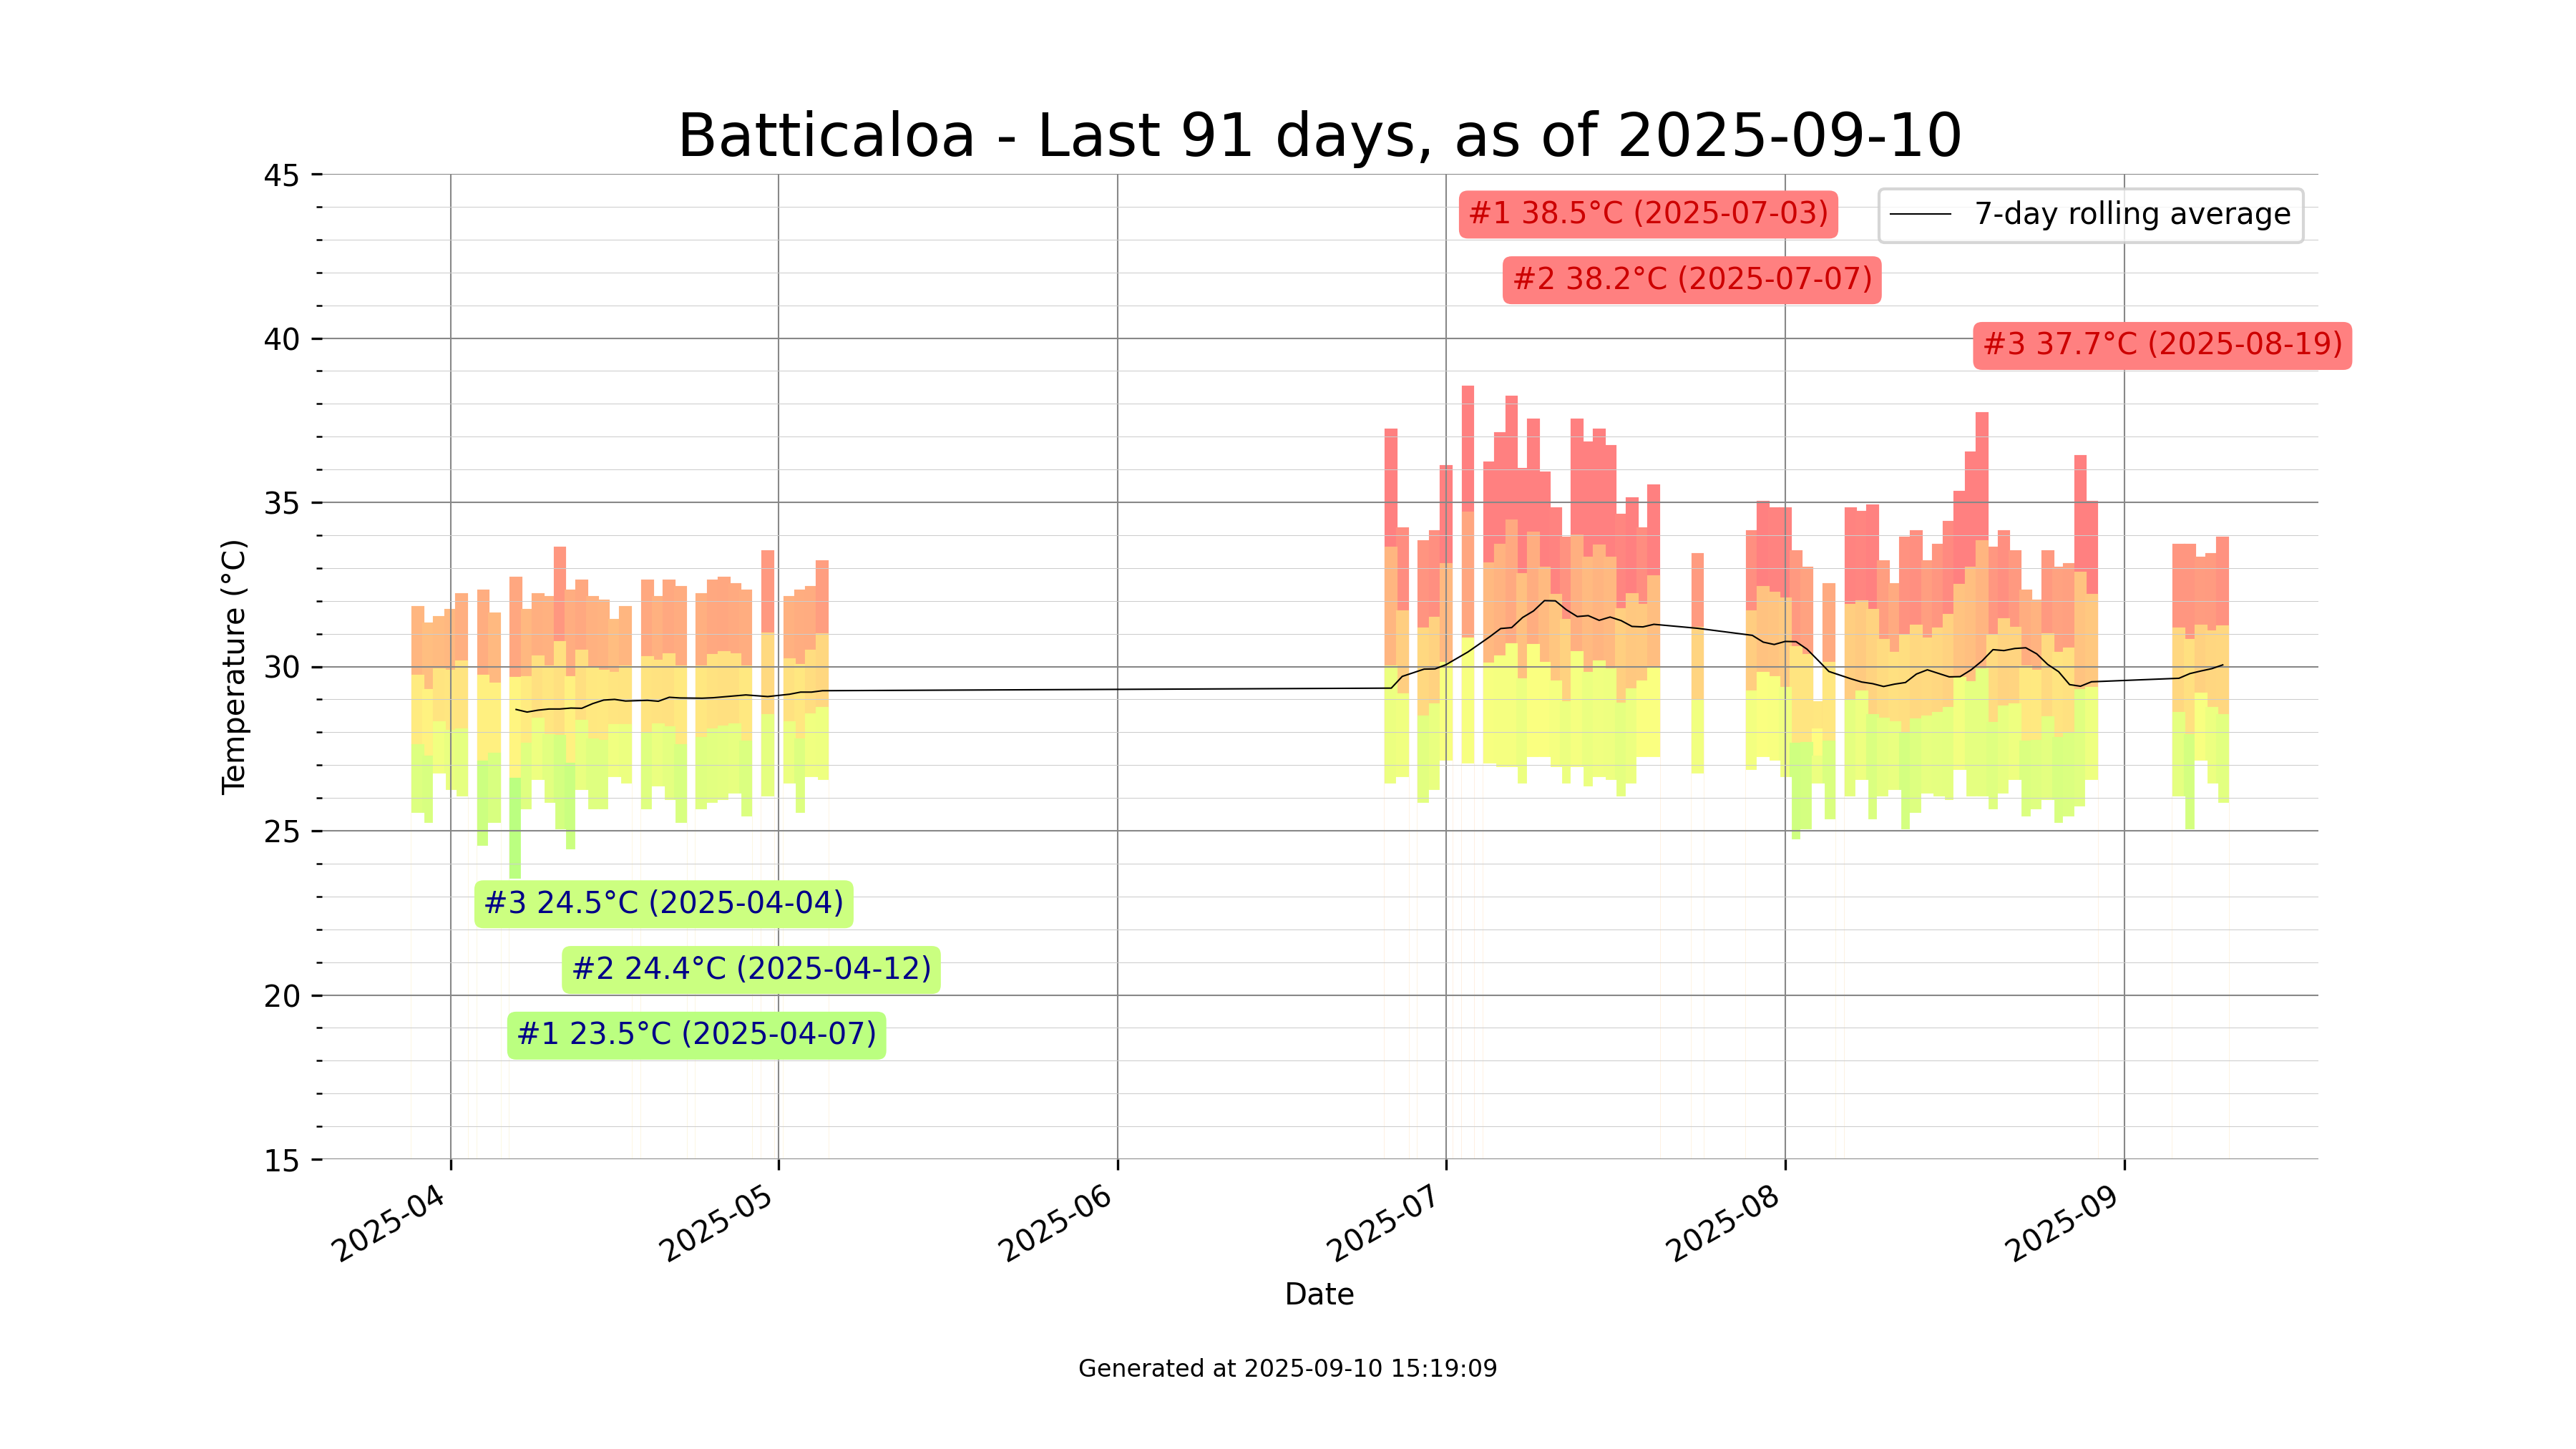 Batticaloa - Last 91 days, as of 2025-09-10
7-day rolling average
#1 38.5°C (2025-07-03)
#2 38.2°C (2025-07-07)
#3 37.7°C (2025-08-19)
#3 24.5°C (2025-04-04)
#2 24.4°C (2025-04-12)
#1 23.5°C (2025-04-07)
Temperature (°C)
45
40
35
30
25
20
15
2025-04
2025-05
2025-06
2025-07
2025-08
2025-09
Date
Generated at 2025-09-10 15:19:09